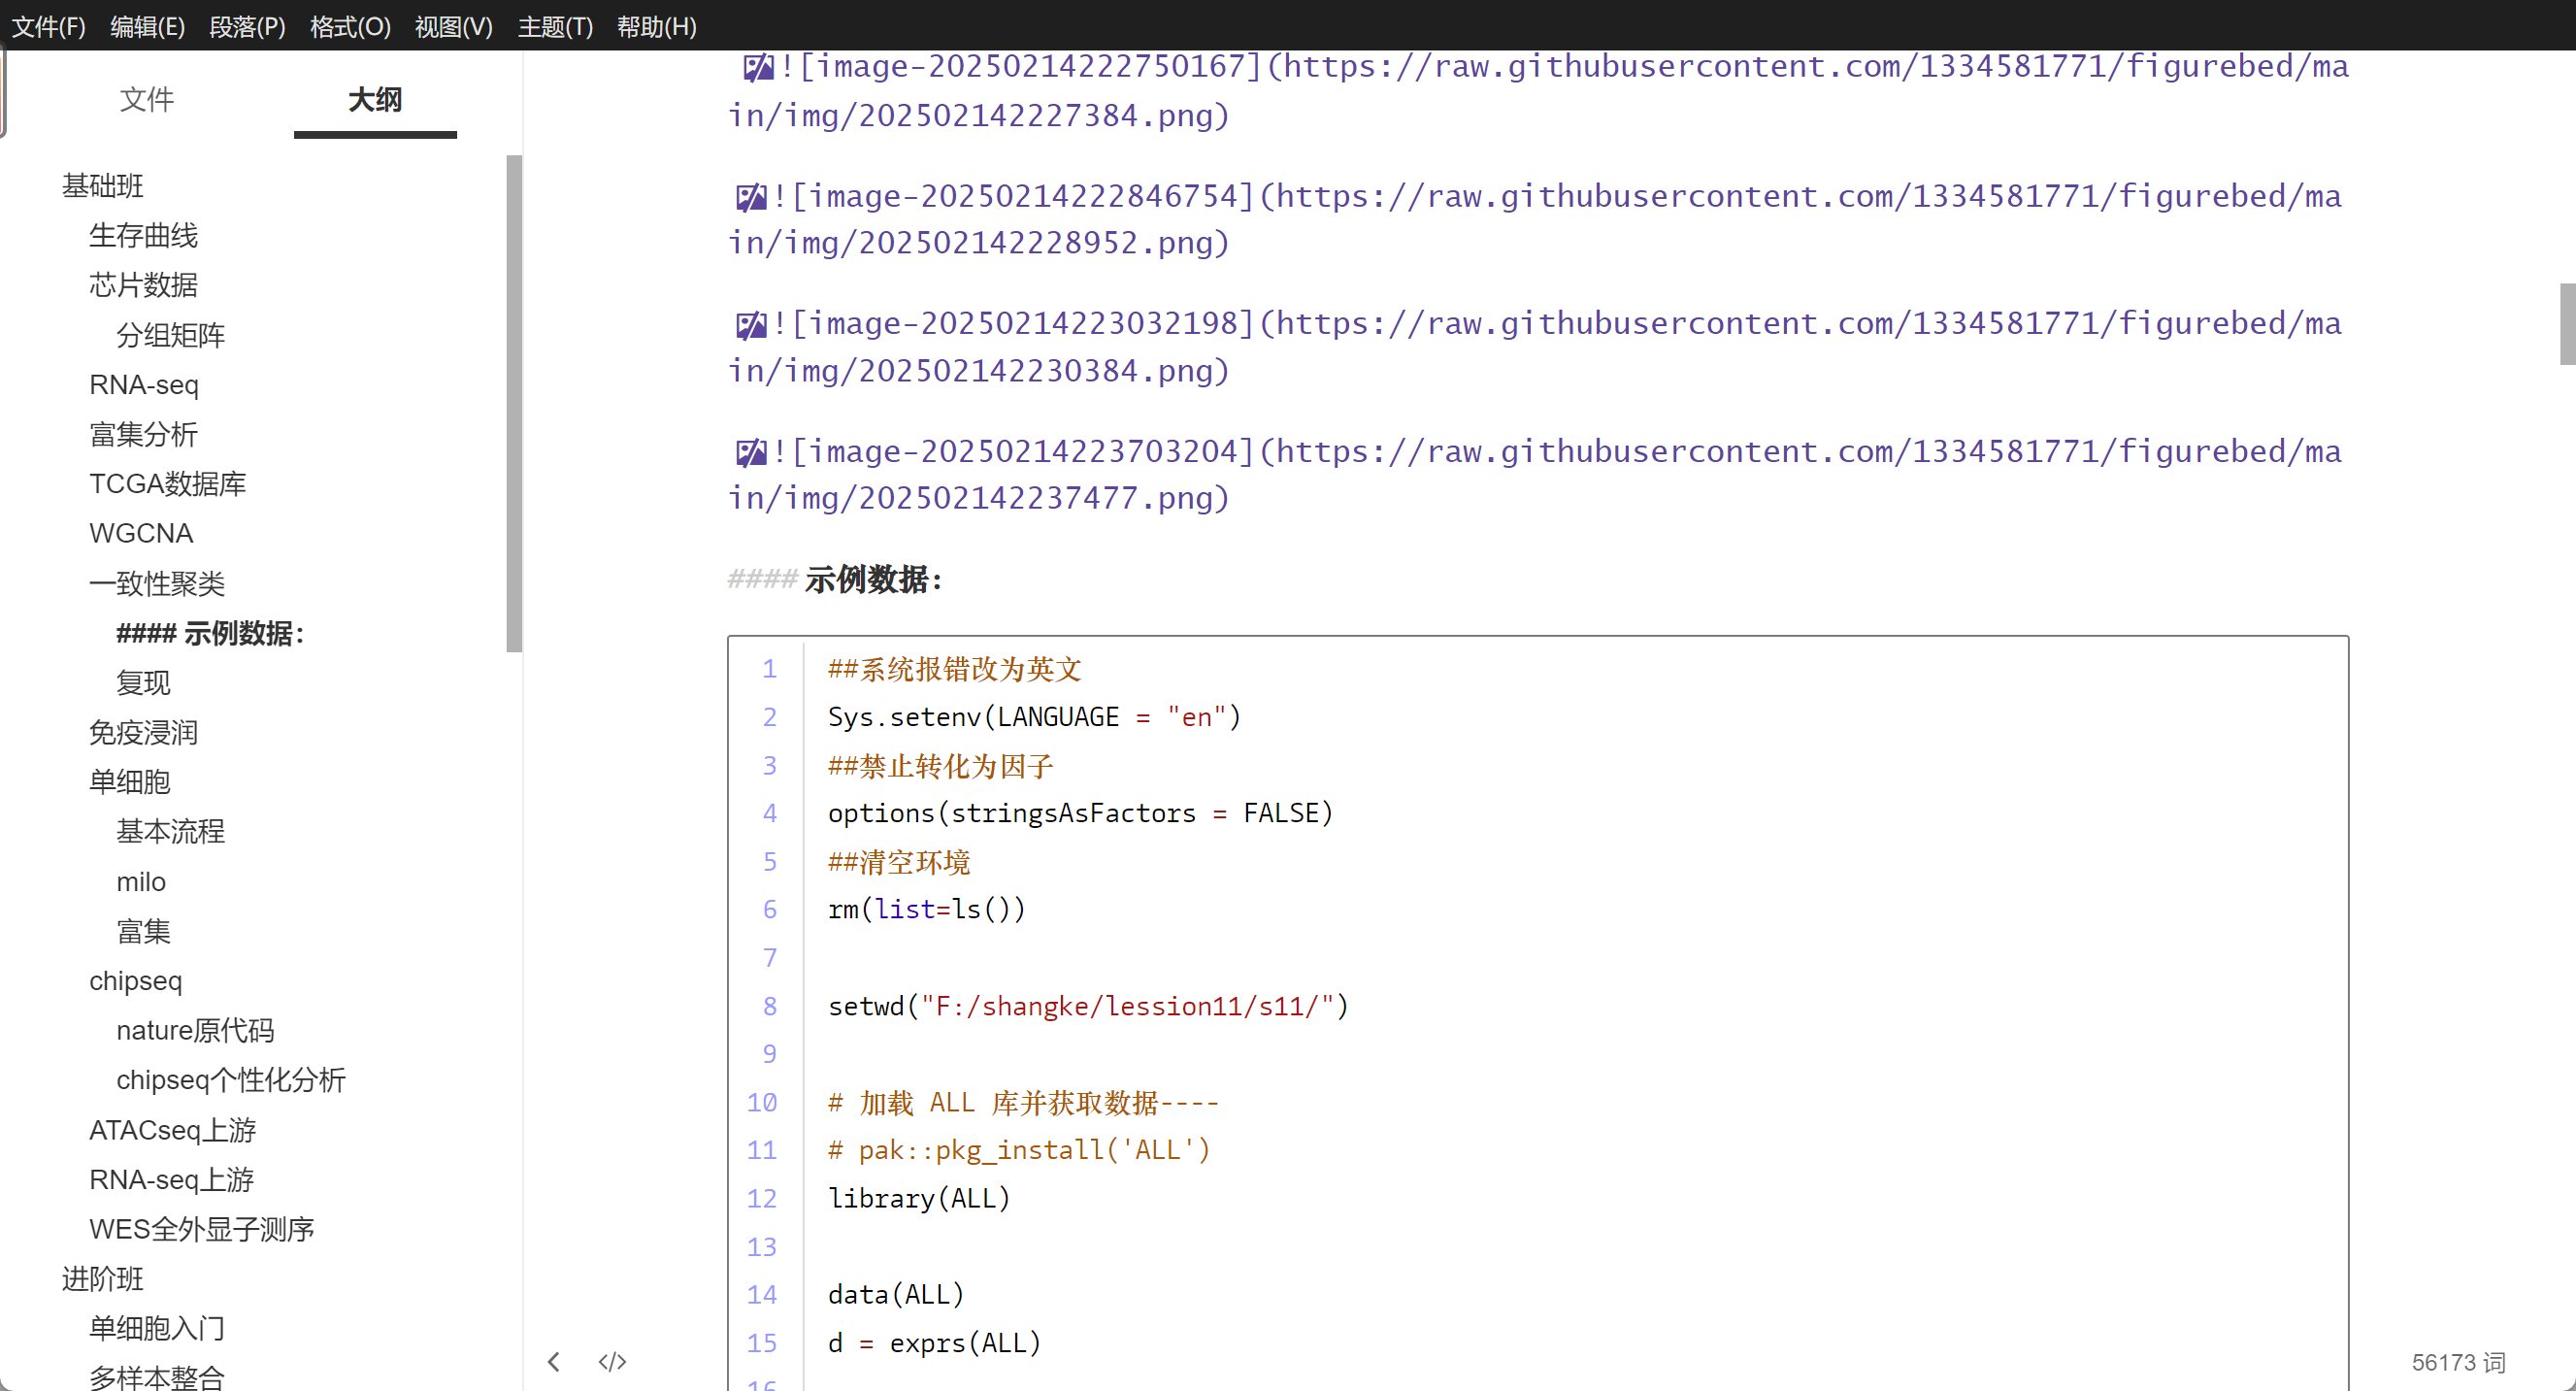 文件(F) 编辑(E) 段落(P) 格式(O) 视图(V) 主题(T) 帮助(H)
文件 大纲
基础班
生存曲线
芯片数据
分组矩阵
RNA-seq
富集分析
TCGA数据库
WGCNA
一致性聚类
#### 示例数据：
复现
免疫浸润
单细胞
基本流程
milo
富集
chipseq
nature原代码
chipseq个性化分析
ATACseq上游
RNA-seq上游
WES全外显子测序
进阶班
单细胞入门
多样本整合
![image-20250214222750167](https://raw.githubusercontent.com/1334581771/figurebed/ma
in/img/202502142227384.png)
![image-20250214222846754](https://raw.githubusercontent.com/1334581771/figurebed/ma
in/img/202502142228952.png)
![image-20250214223032198](https://raw.githubusercontent.com/1334581771/figurebed/ma
in/img/202502142230384.png)
![image-20250214223703204](https://raw.githubusercontent.com/1334581771/figurebed/ma
in/img/202502142237477.png)
#### 示例数据：
1 ##系统报错改为英文
2 Sys.setenv(LANGUAGE = "en")
3 ##禁止转化为因子
4 options(stringsAsFactors = FALSE)
5 ##清空环境
6 rm(list=ls())
7
8 setwd("F:/shangke/lession11/s11/")
9
10 # 加载 ALL 库并获取数据----
11 # pak::pkg_install('ALL')
12 library(ALL)
13
14 data(ALL)
15 d = exprs(ALL)
16
56173 词